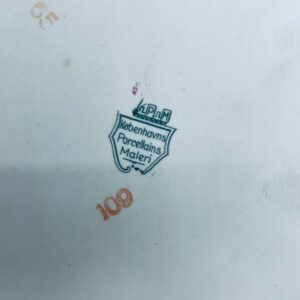 KPM
Københavns
Porcellains
Maleri
109